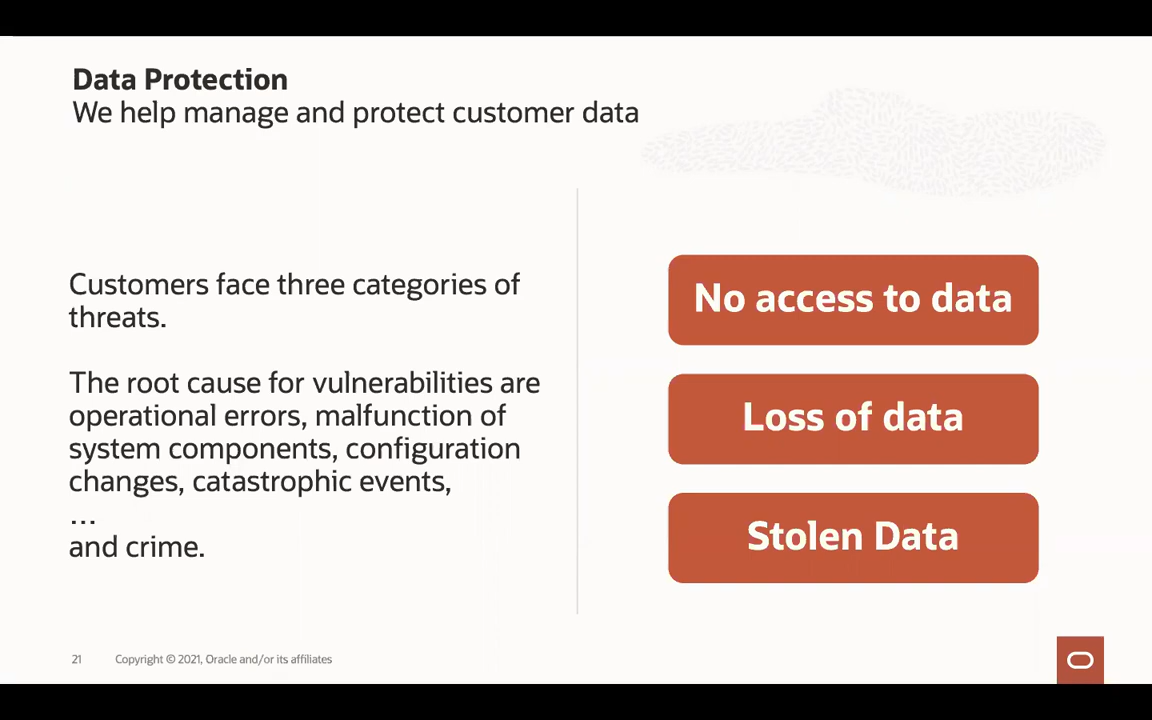 Data Protection
We help manage and protect customer data
Customers face three categories of
threats.
The root cause for vulnerabilities are
operational errors, malfunction of
system components, configuration
changes, catastrophic events,
...
and crime.
No access to data
Loss of data
Stolen Data
21 Copyright © 2021, Oracle and/or its affiliates